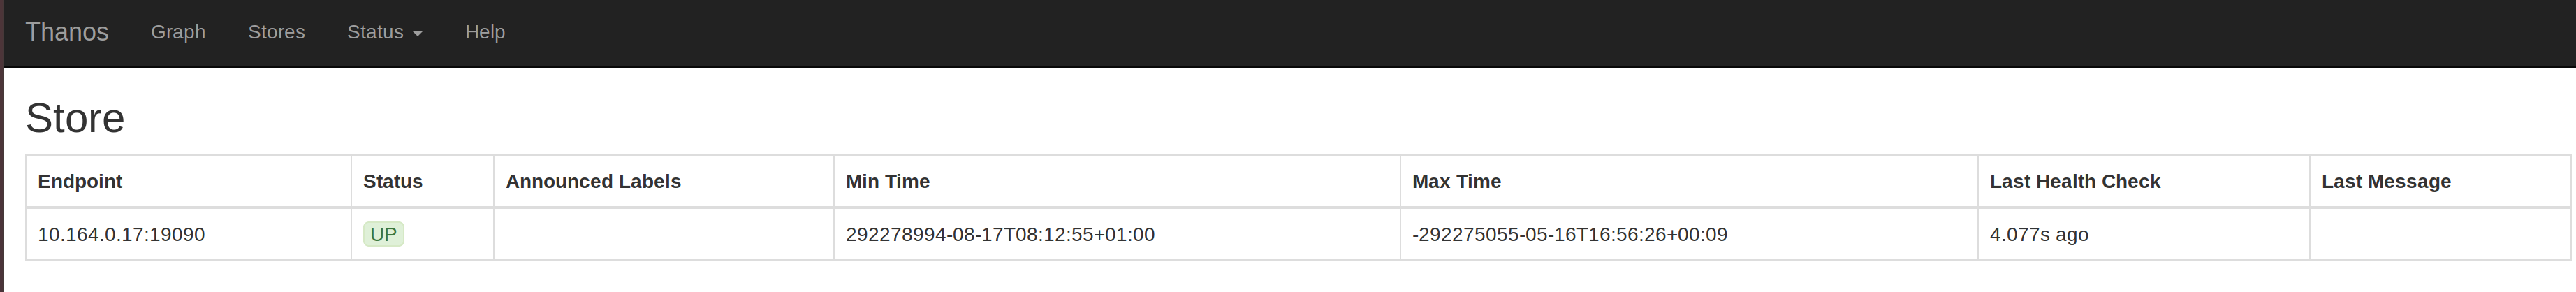 Thanos Graph Stores Status Help
Store
Endpoint Status Announced Labels Min Time Max Time Last Health Check Last Message
10.164.0.17:19090 UP 292278994-08-17T08:12:55+01:00 -292275055-05-16T16:56:26+00:09 4.077s ago